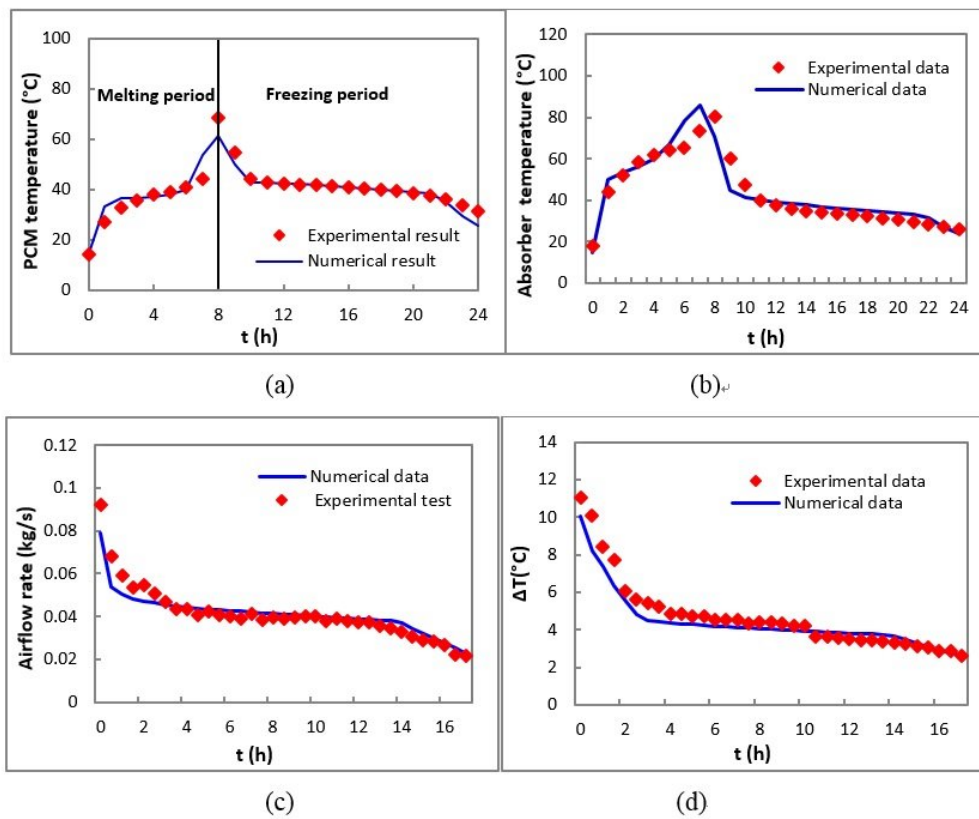 100
80
60
40
20
0
PCM temperature (°C)
Melting period
Freezing period
Experimental result
Numerical result
0 4 8 12 16 20 24
t (h)
(a)
120
100
80
60
40
20
0
Absorber temperature (°C)
Experimental data
Numerical data
0 2 4 6 8 10 12 14 16 18 20 22 24
t (h)
(b)
0.12
0.1
0.08
0.06
0.04
0.02
0
Airflow rate (kg/s)
Numerical data
Experimental test
0 2 4 6 8 10 12 14 16
t (h)
(c)
14
12
10
8
6
4
2
0
ΔT(°C)
Experimental data
Numerical data
0 2 4 6 8 10 12 14 16
t (h)
(d)